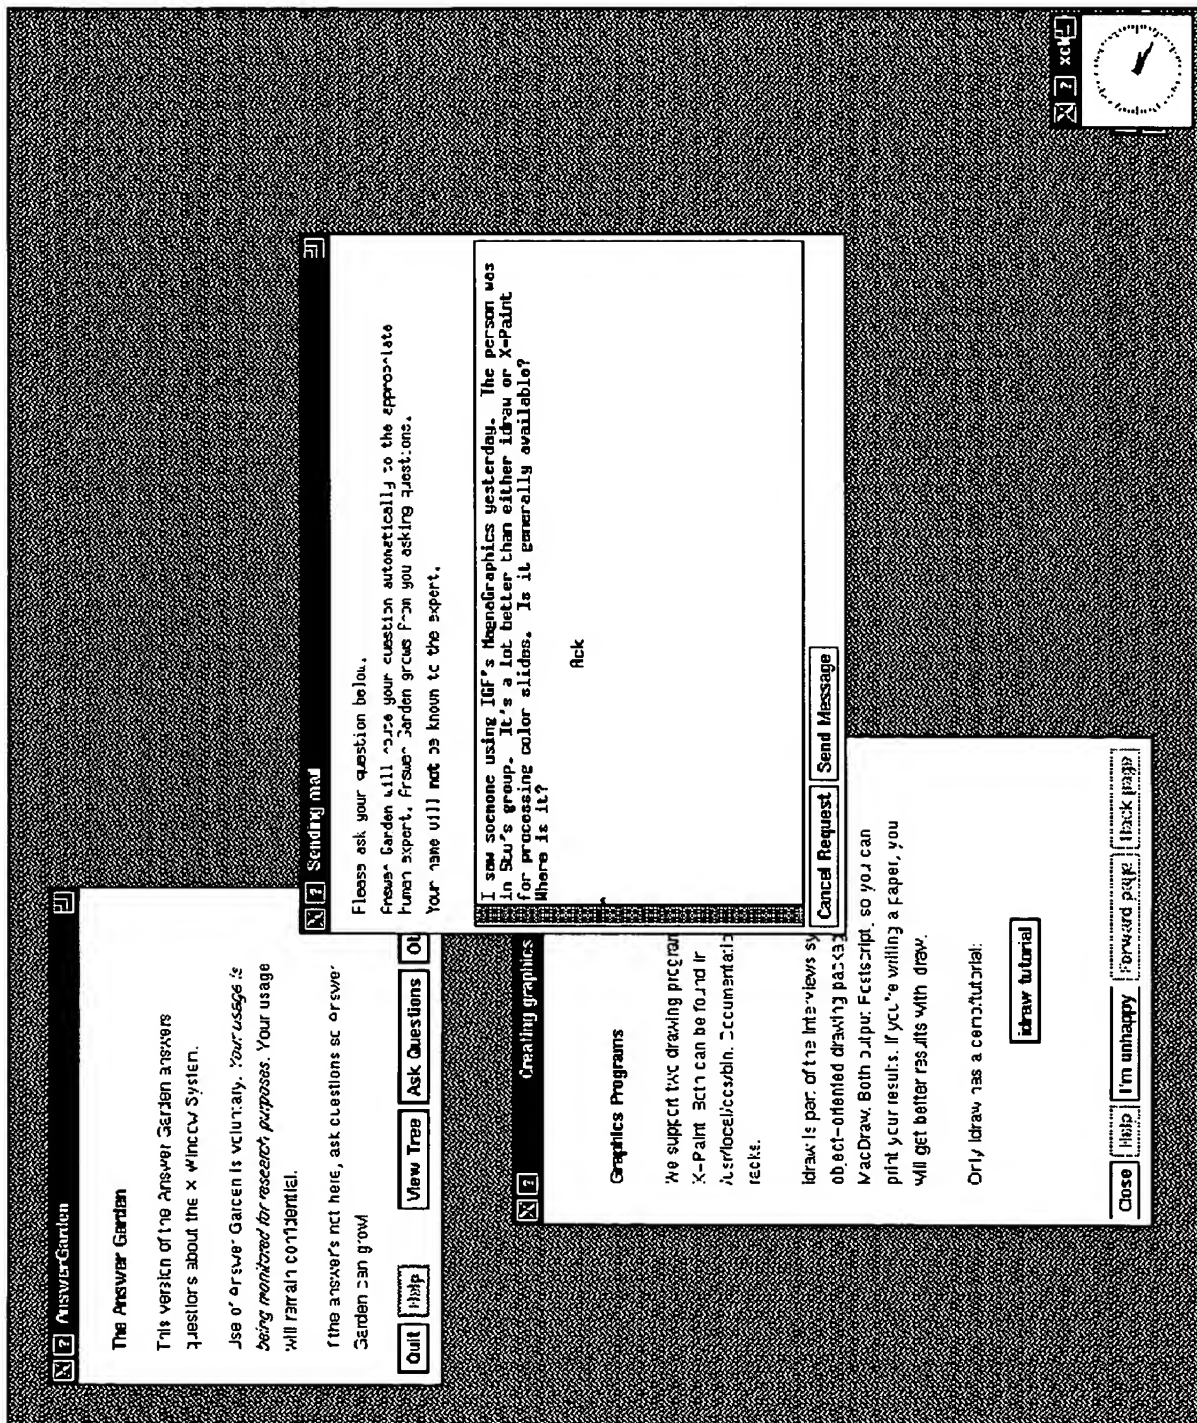 AnswerGarden
The Answer Garden
This version of the Answer Garden answers
questions about the X Window System.
Use of Answer Garden is voluntary. Your usage is
being monitored for research purposes. Your usage
will remain confidential.
If the answer's not here, ask questions so Answer
Garden can grow!
Quit Help View Tree Ask Questions
Sending mail
Please ask your question below.
Answer Garden will route your question automatically to the appropriate
human expert. Answer Garden grows from you asking questions.
Your name will not be known to the expert.
I saw soemone using IGF's MagnaGraphics yesterday. The person was
in Stu's group. It's a lot better than either idraw or X-Paint
for processing color slides. Is it generally available?
Where is it?
Ack
Cancel Request Send Message
Creating graphics
Graphics Programs
We support two drawing program
X-Paint Both can be found in
racks.
Idraw is part of the Interviews sy
object-oriented drawing packag
MacDraw. Both output Postscript, so you can
print your results. If you're writing a paper, you
will get better results with draw.
Only Idraw has a tutorial:
idraw tutorial
Close Help I'm unhappy Forward page Back page
xclo